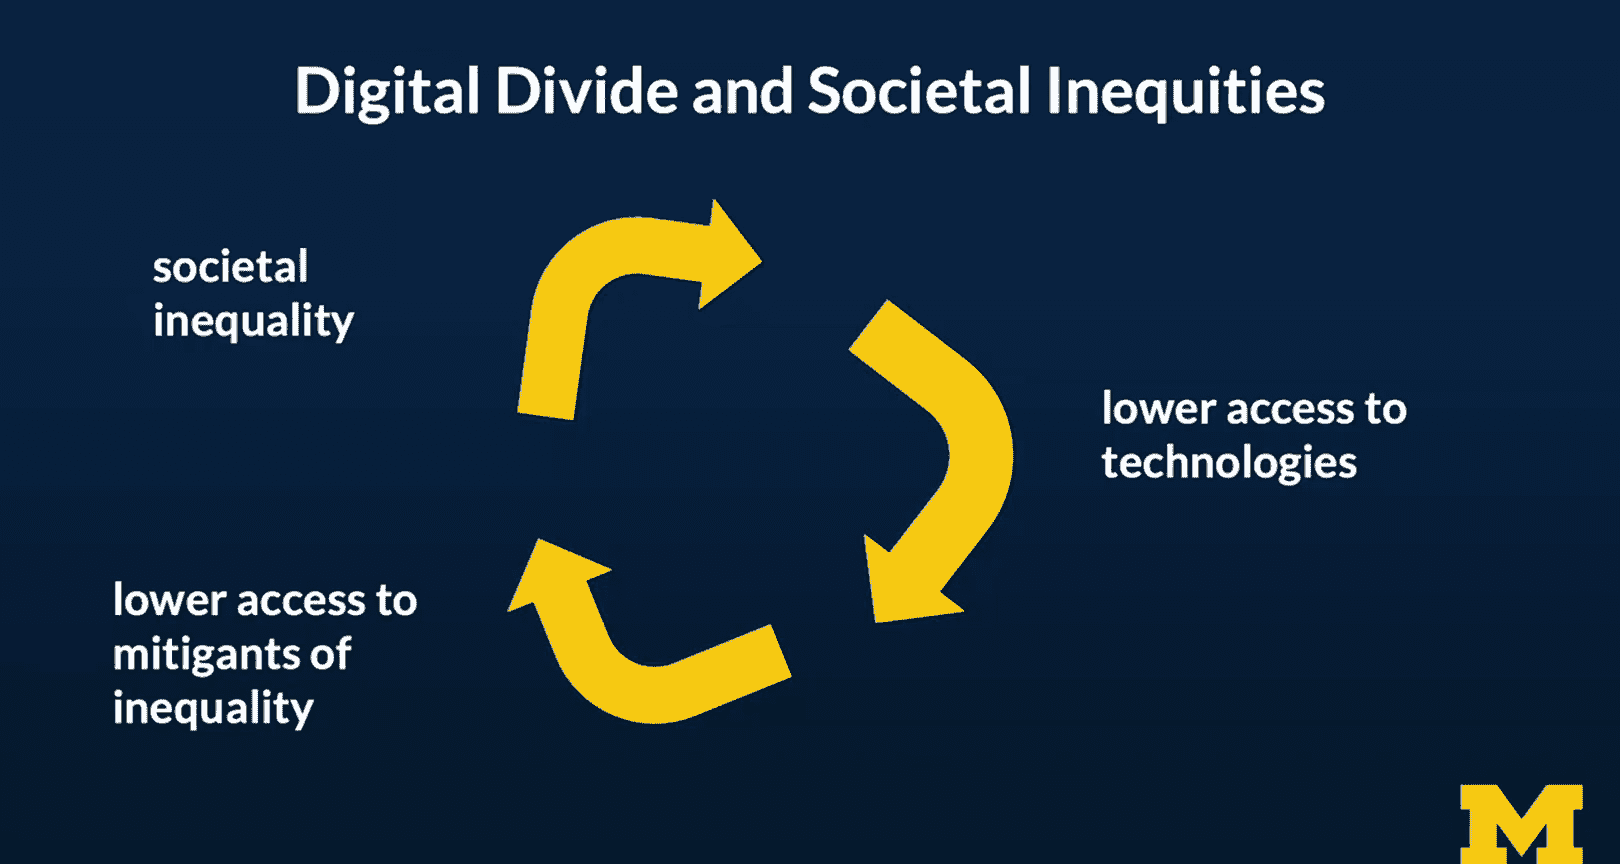 Digital Divide and Societal Inequities
societal
inequality
lower access to
technologies
lower access to
mitigants of
inequality
M